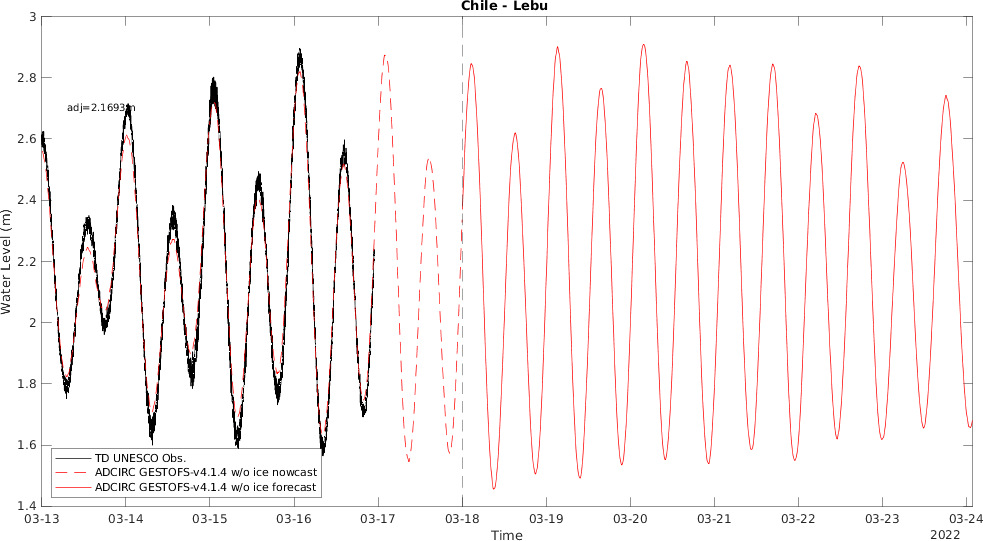 Chile - Lebu
3
2.8
2.6
2.4
2.2
2
1.8
1.6
1.4
Water Level (m)
adj=2.1693m
TD UNESCO Obs.
ADCIRC GESTOFS-v4.1.4 w/o ice nowcast
ADCIRC GESTOFS-v4.1.4 w/o ice forecast
03-13 03-14 03-15 03-16 03-17 03-18 03-19 03-20 03-21 03-22 03-23 03-24
Time
2022